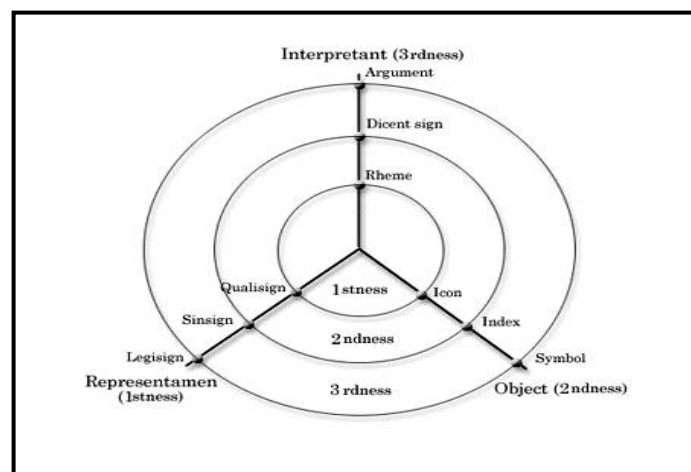 Interpretant (3rdness)
Argument
Dicent sign
Rheme
Qualisign
1stness
Icon
Sinsign
2ndness
Index
Legisign
Symbol
Representamen
(1stness)
3rdness
Object (2ndness)